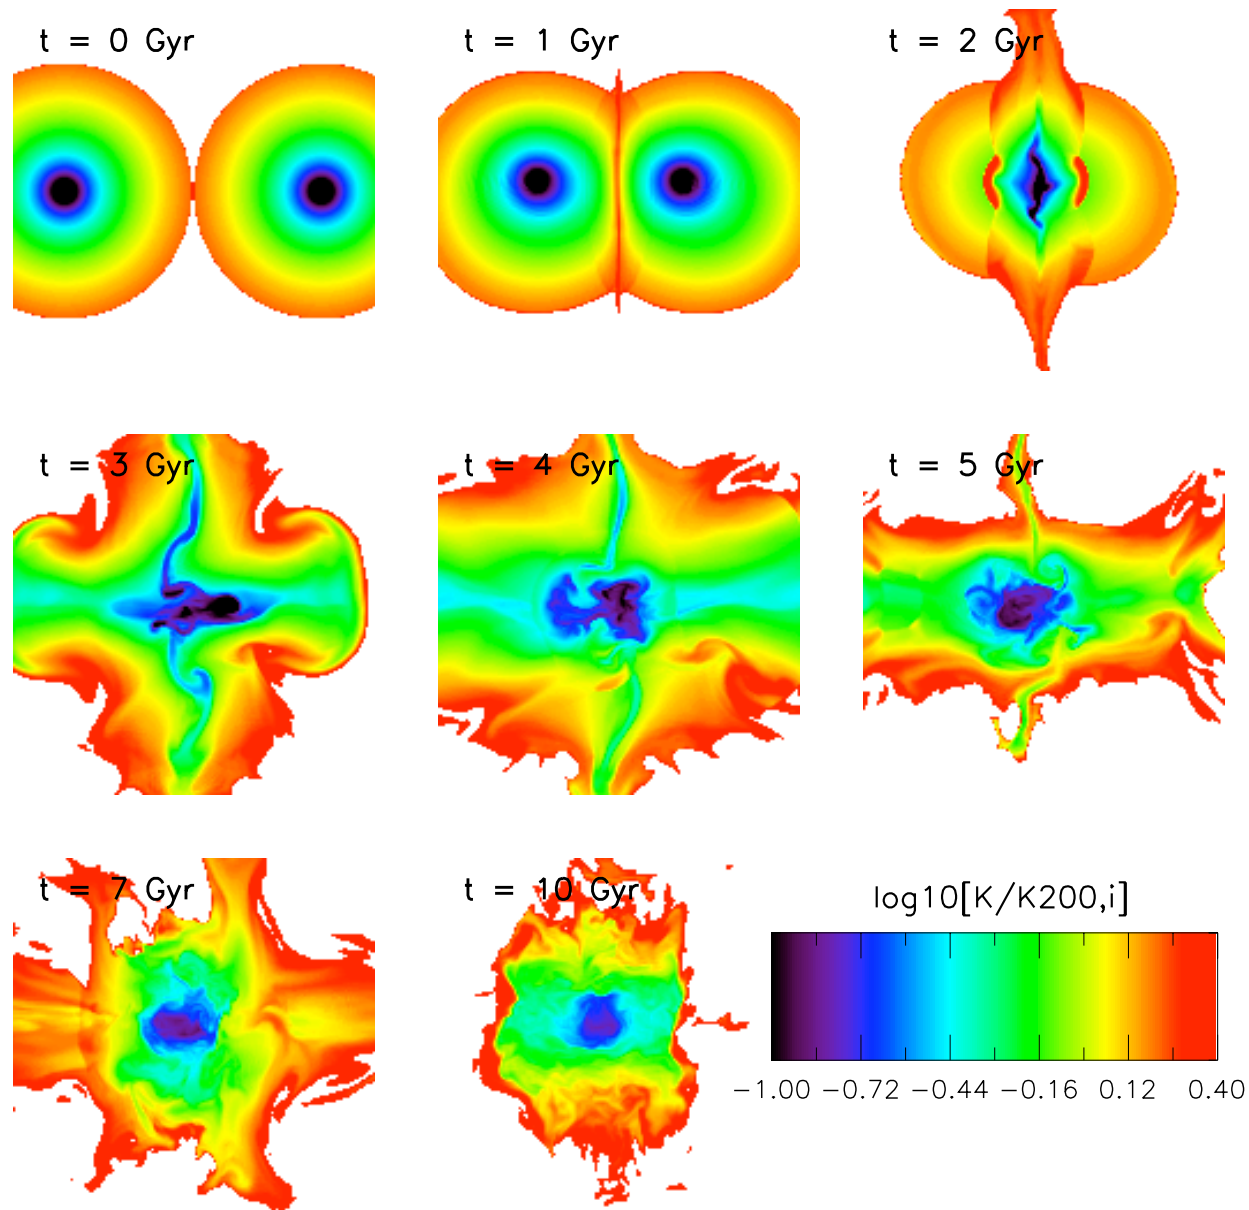 t = 0 Gyr
t = 1 Gyr
t = 2 Gyr
t = 3 Gyr
t = 4 Gyr
t = 5 Gyr
t = 7 Gyr
t = 10 Gyr
log10[K/K200,i]
−1.00 −0.72 −0.44 −0.16 0.12 0.40